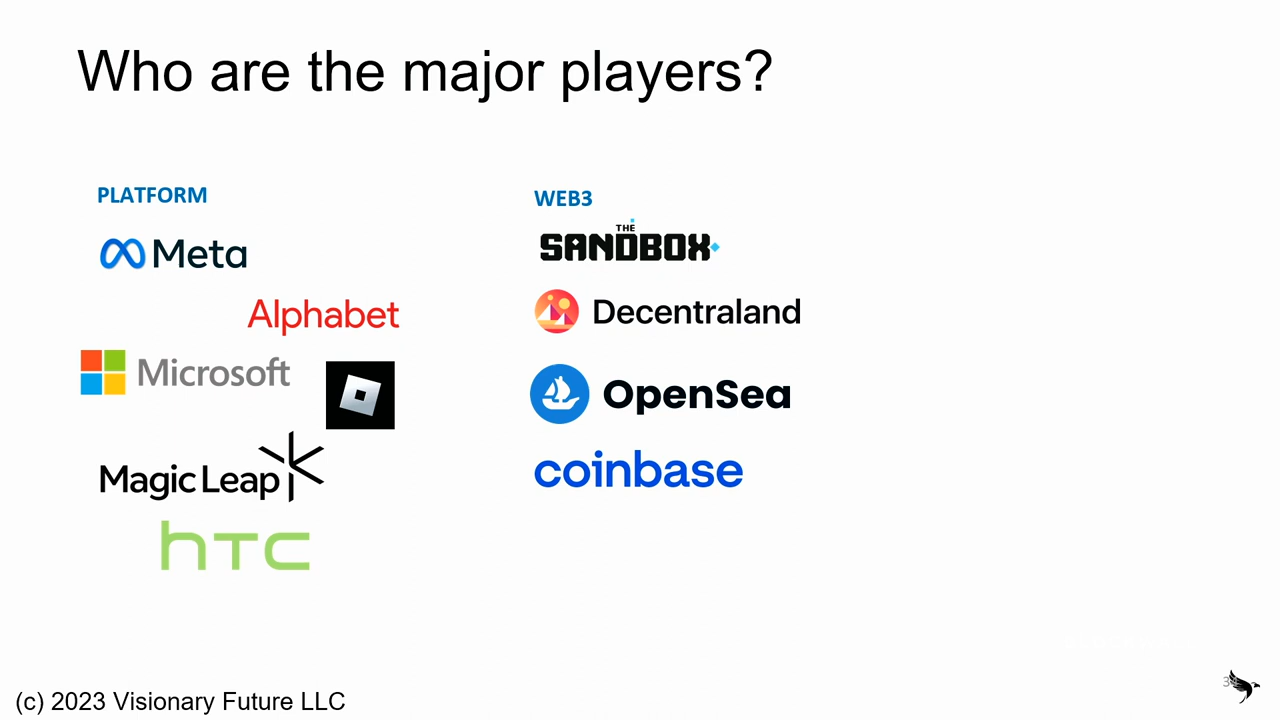 Who are the major players?
PLATFORM
Meta
Alphabet
Microsoft
Magic Leap
hTC
WEB3
THE
SANDBOX
Decentraland
OpenSea
coinbase
(c) 2023 Visionary Future LLC
3